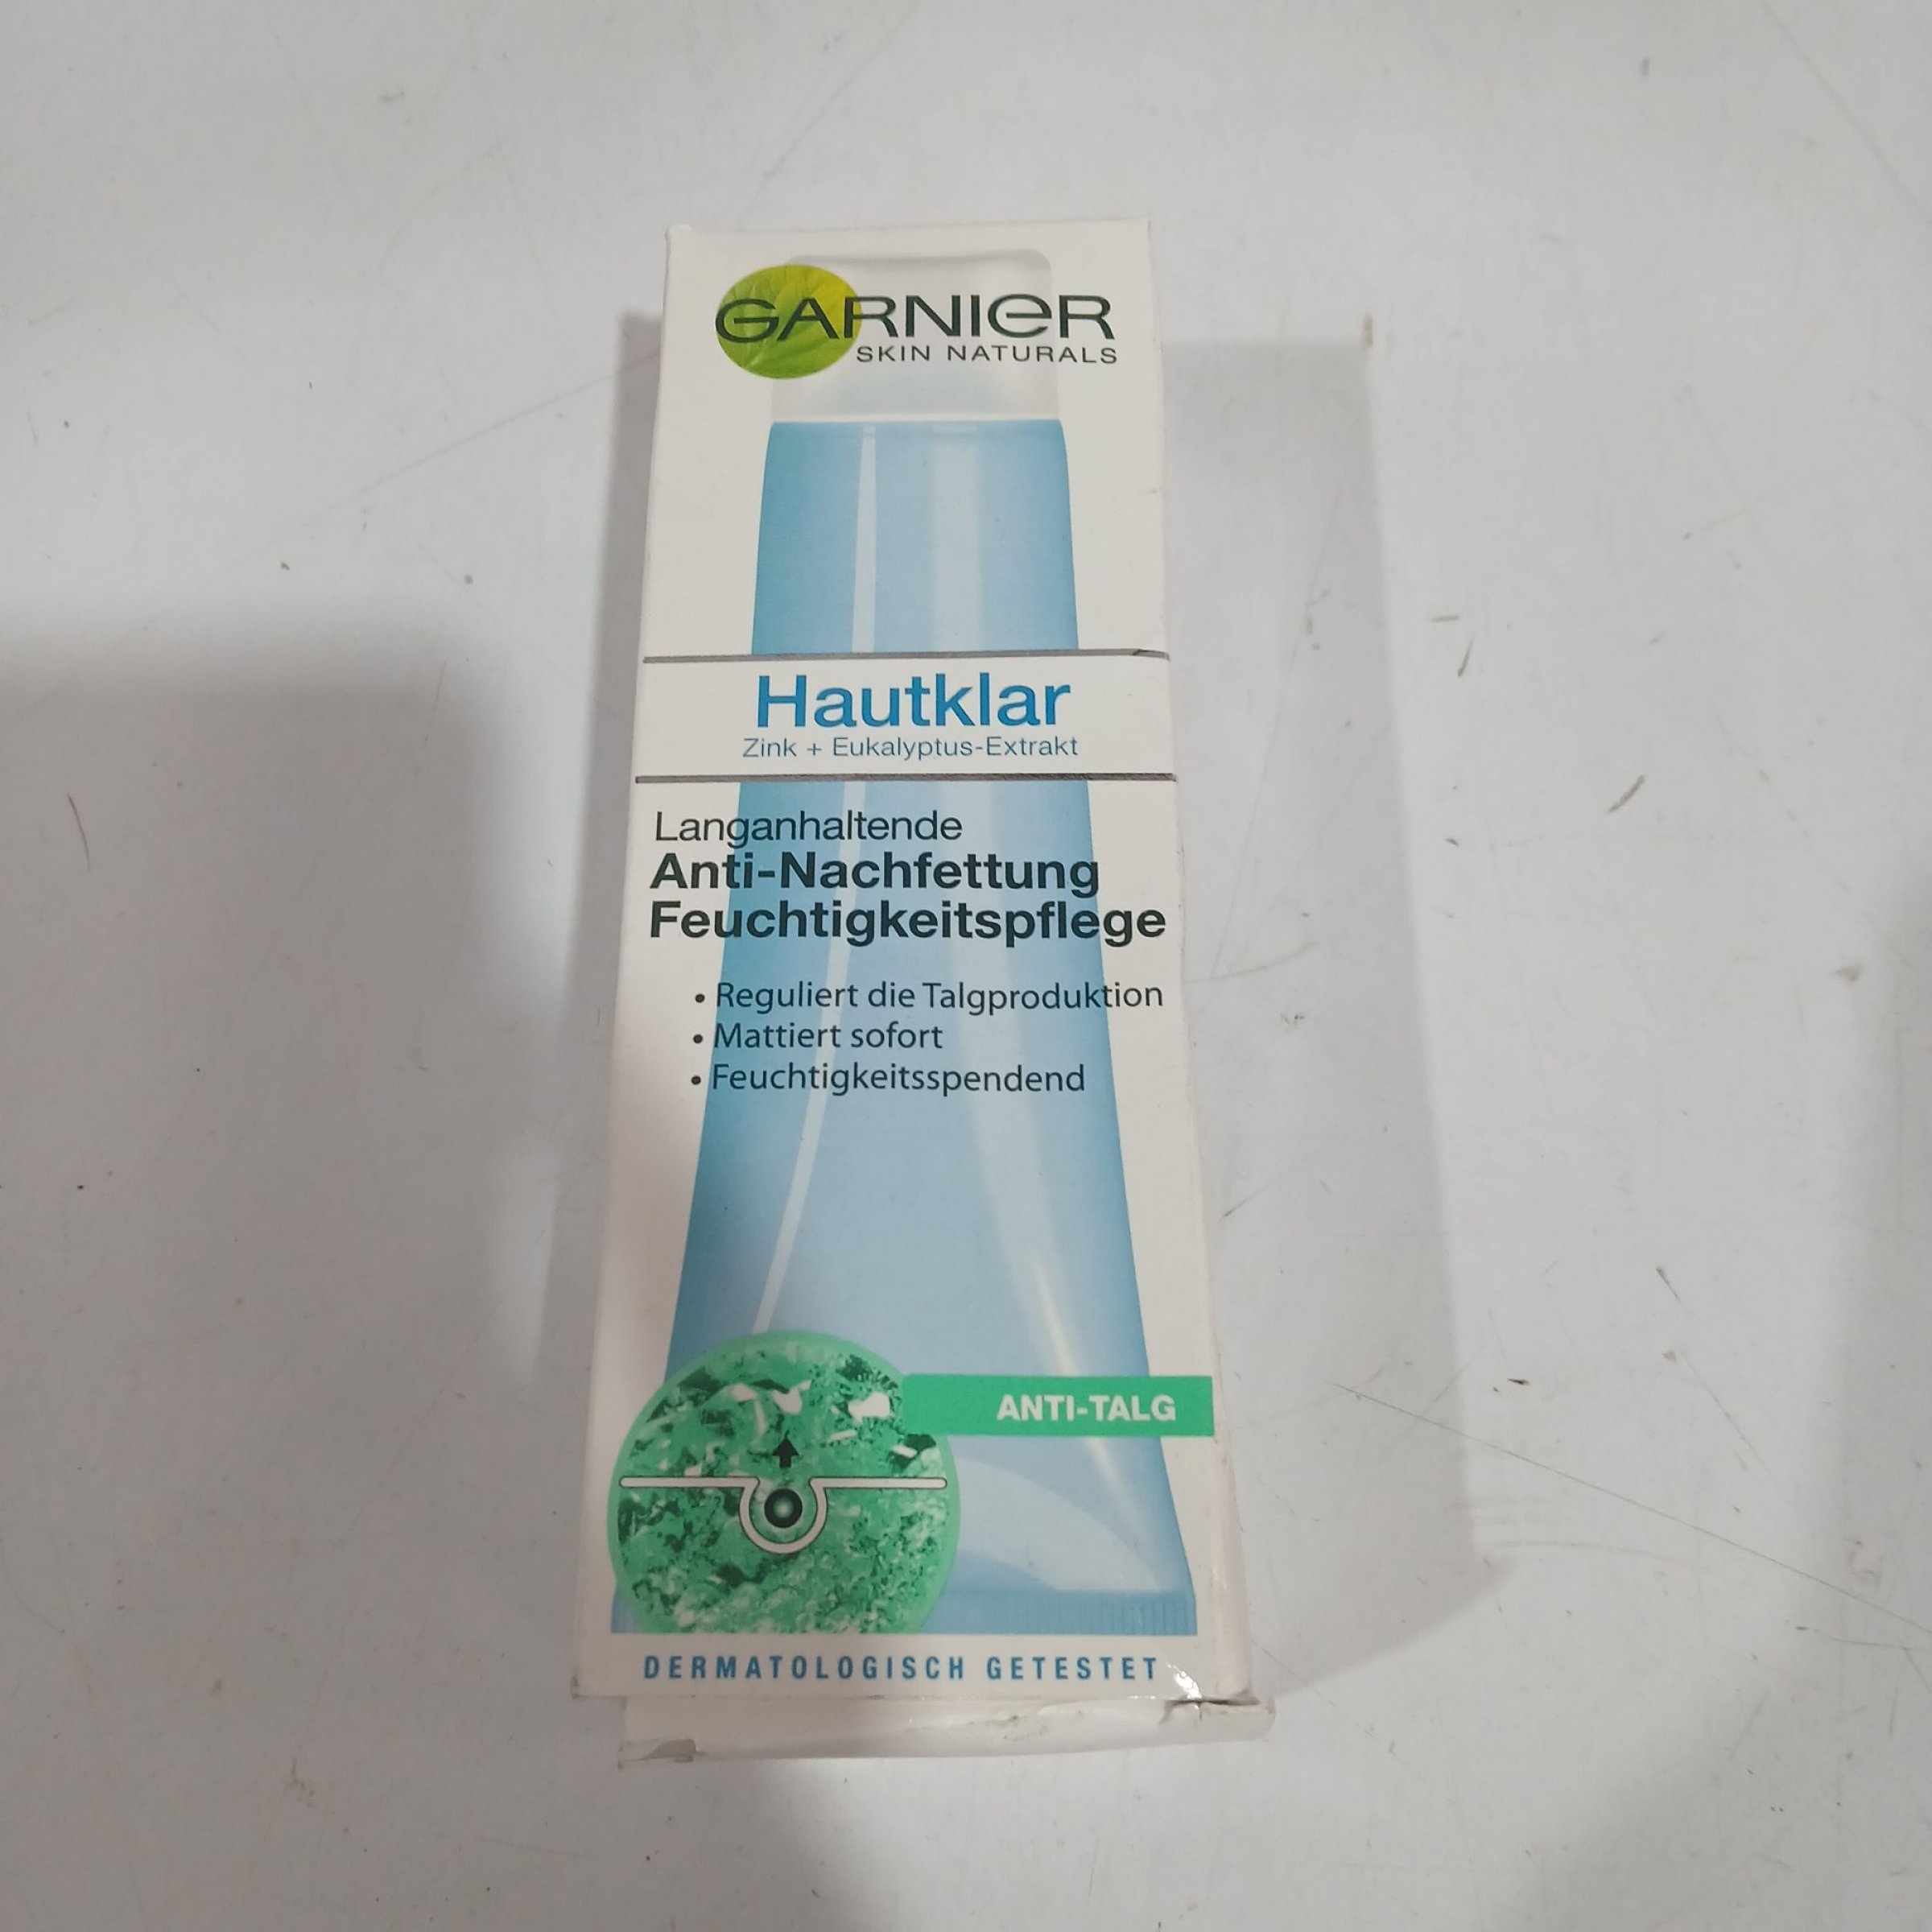 GARNIER
SKIN NATURALS
Hautklar
Zink + Eukalyptus-Extrakt
Langanhaltende
Anti-Nachfettung
Feuchtigkeitspflege
• Reguliert die Talgproduktion
• Mattiert sofort
• Feuchtigkeitsspendend
ANTI-TALG
DERMATOLOGISCH GETESTET